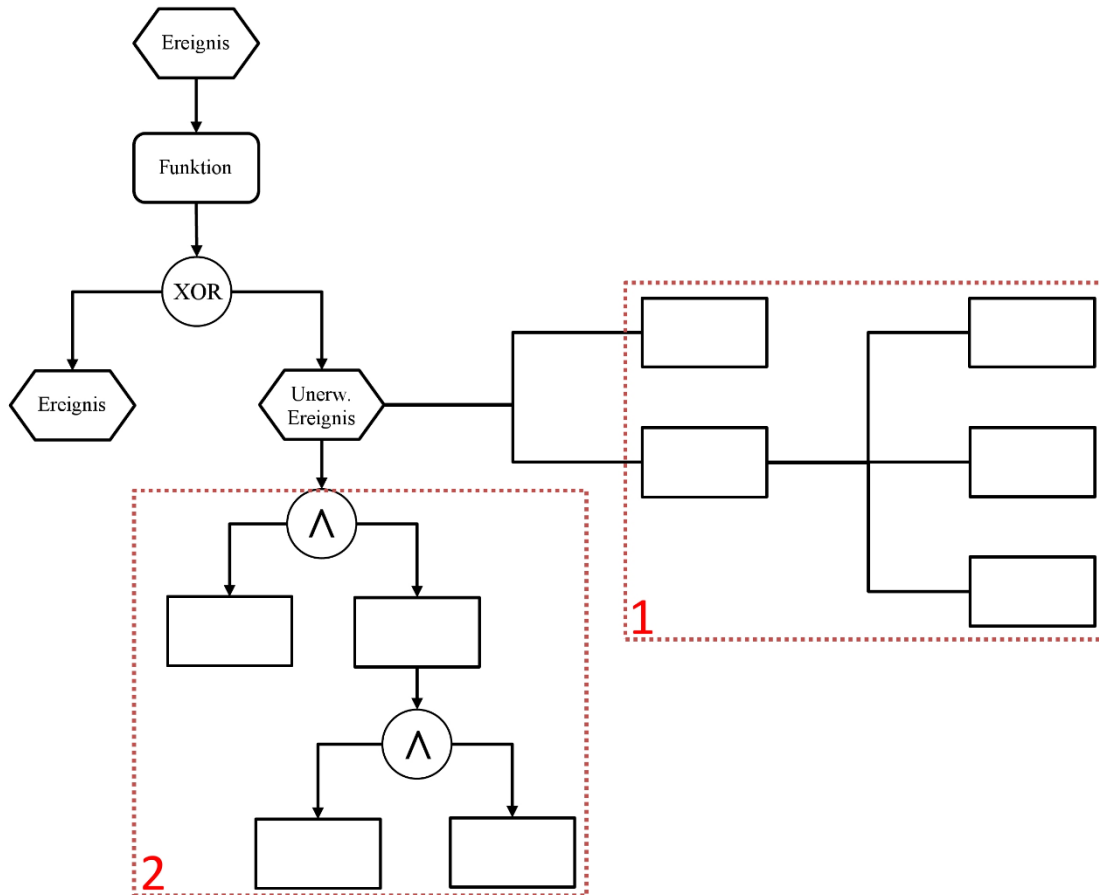 Ereignis
Funktion
XOR
Ereignis
Unerw.
Ereignis
∧
1
∧
2